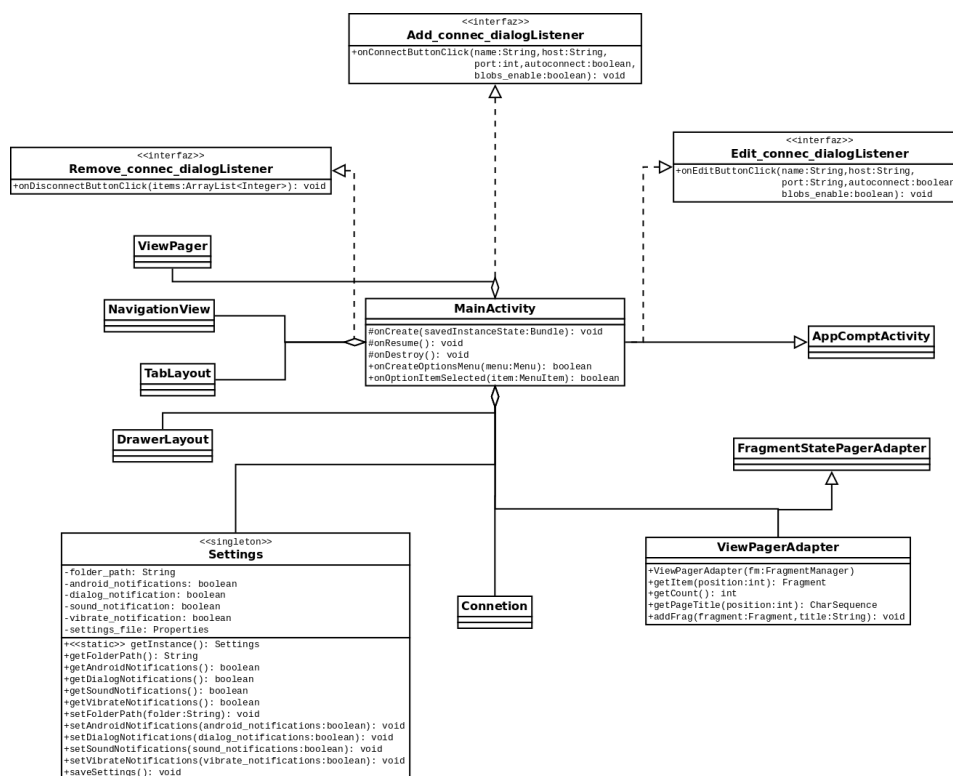 <<interfaz>>
Add_connec_dialogListener
+onConnectButtonClick(name:String,host:String,
port:int,autoconnect:boolean,
blobs_enable:boolean): void
<<interfaz>>
Remove_connec_dialogListener
+onDisconnectButtonClick(items:ArrayList<Integer>): void
<<interfaz>>
Edit_connec_dialogListener
+onEditButtonClick(name:String,host:String,
port:String,autoconnect:boolean
blobs_enable:boolean): void
ViewPager
NavigationView
TabLayout
DrawerLayout
MainActivity
#onCreate(savedInstanceState:Bundle): void
#onResume(): void
#onDestroy(): void
+onCreateOptionsMenu(menu:Menu): boolean
+onOptionItemSelected(item:MenuItem): boolean
AppComptActivity
FragmentStatePagerAdapter
<<singleton>>
Settings
-folder_path: String
-android_notifications: boolean
-dialog_notification: boolean
-sound_notification: boolean
-vibrate_notification: boolean
-settings_file: Properties
+<<static>> getInstance(): Settings
+getFolderPath(): String
+getAndroidNotifications(): boolean
+getDialogNotifications(): boolean
+getSoundNotifications(): boolean
+getVibrateNotifications(): boolean
+setFolderPath(folder:String): void
+setAndroidNotifications(android_notifications:boolean): void
+setDialogNotifications(dialog_notifications:boolean): void
+setSoundNotifications(sound_notifications:boolean): void
+setVibrateNotifications(vibrate_notifications:boolean): void
+saveSettings(): void
Connetion
ViewPagerAdapter
+ViewPagerAdapter(fm:FragmentManager)
+getItem(position:int): Fragment
+getCount(): int
+getPageTitle(position:int): CharSequence
+addFrag(fragment:Fragment,title:String): void